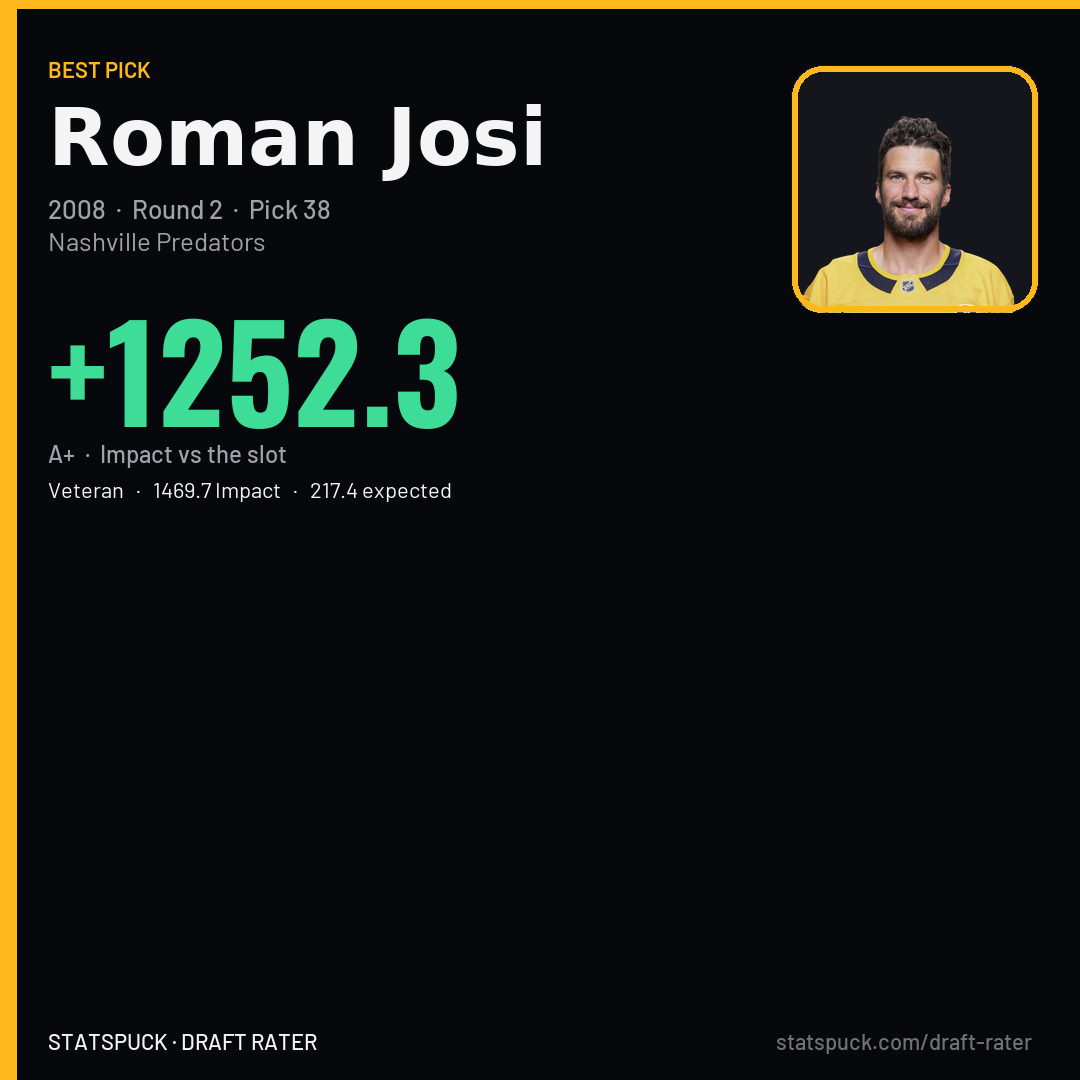 BEST PICK
Roman Josi
2008 · Round 2 · Pick 38
Nashville Predators
+1252.3
A+ · Impact vs the slot
Veteran · 1469.7 Impact · 217.4 expected
STATSPUCK · DRAFT RATER
statspuck.com/draft-rater